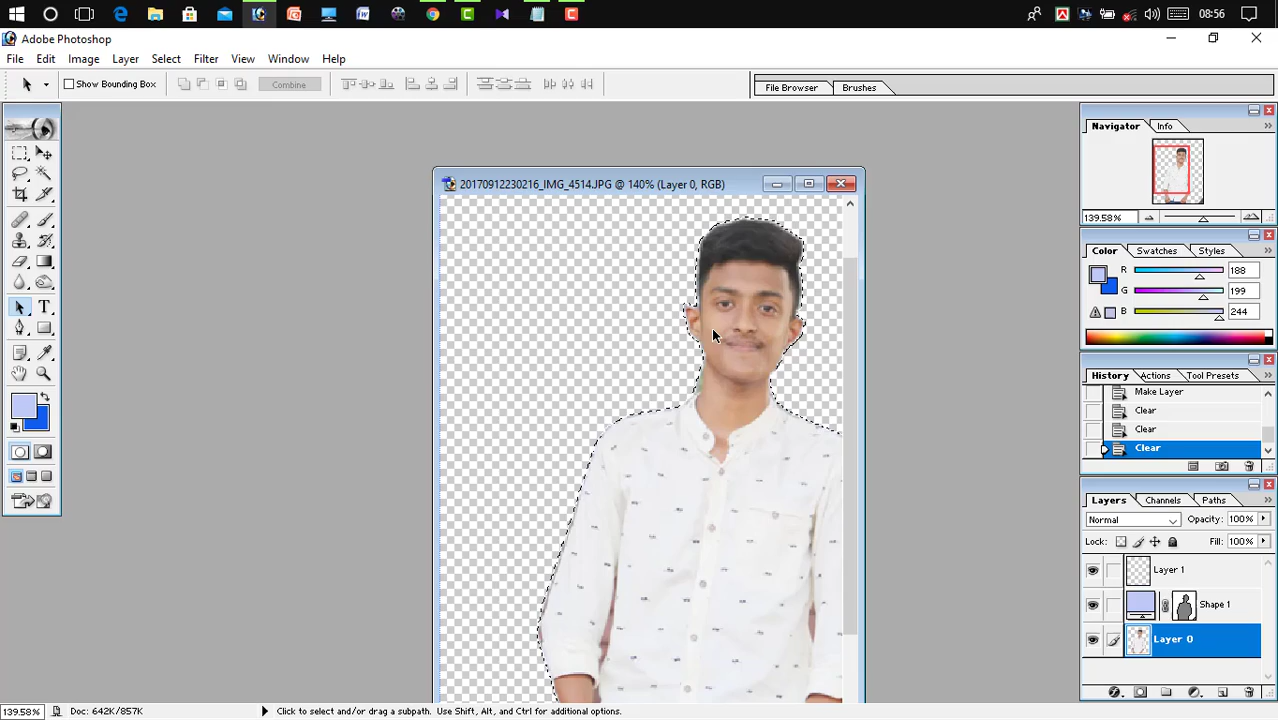 08:56
Adobe Photoshop
File Edit Image Layer Select Filter View Window Help
Show Bounding Box Combine File Browser Brushes
20170912230216_IMG_4514.JPG @ 140% (Layer 0, RGB)
Navigator Info
139.58%
Color Swatches Styles
R 188
G 199
B 244
History Actions Tool Presets
Make Layer
Clear
Clear
Clear
Layers Channels Paths
Normal Opacity: 100%
Lock: Fill: 100%
Layer 1
Shape 1
Layer 0
139.58% Doc: 642K/857K Click to select and/or drag a subpath. Use Shift, Alt, and Ctrl for additional options.